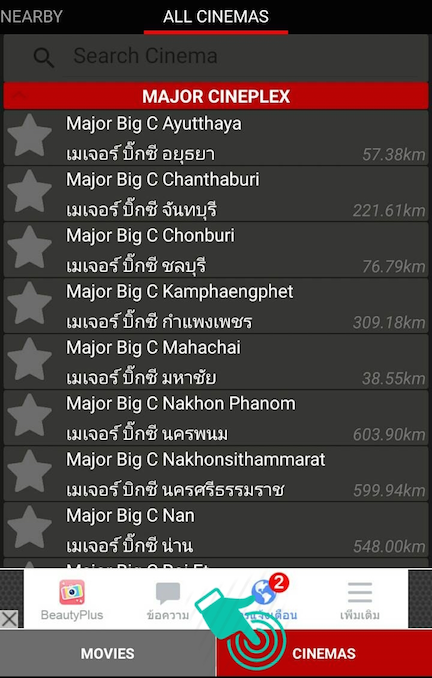 NEARBY
ALL CINEMAS
Search Cinema
MAJOR CINEPLEX
Major Big C Ayutthaya
เมเจอร์ บิ๊กซี อยุธยา
57.38km
Major Big C Chanthaburi
เมเจอร์ บิ๊กซี จันทบุรี
221.61km
Major Big C Chonburi
เมเจอร์ บิ๊กซี ชลบุรี
76.79km
Major Big C Kamphaengphet
เมเจอร์ บิ๊กซี กำแพงเพชร
309.18km
Major Big C Mahachai
เมเจอร์ บิ๊กซี มหาชัย
38.55km
Major Big C Nakhon Phanom
เมเจอร์ บิ๊กซี นครพนม
603.90km
Major Big C Nakhonsithammarat
เมเจอร์ บิกซี นครศรีธรรมราช
599.94km
Major Big C Nan
เมเจอร์ บิ๊กซี น่าน
548.00km
Major Big C
2
BeautyPlus
ข้อความ
เพิ่มเติม
MOVIES
CINEMAS